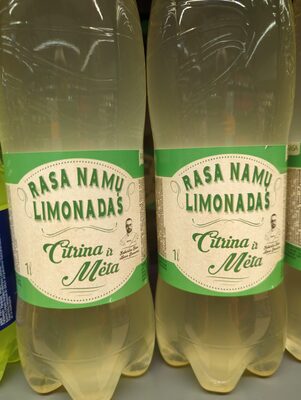 RASA NAMŲ
LIMONADAS
Citrina ir
Mėta
1l
RASA NAMŲ
LIMONADAS
Citrina ir
Mėta
1l